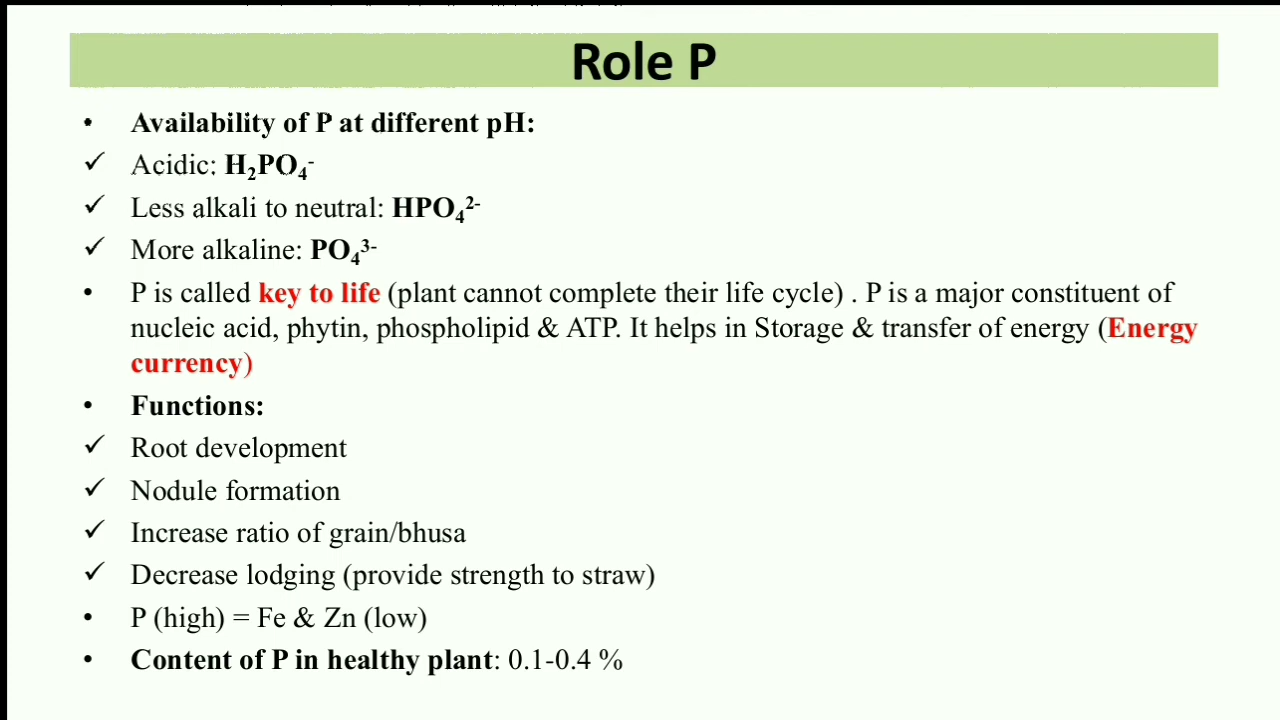 Role P
• Availability of P at different pH:
✓ Acidic: H₂PO₄⁻
✓ Less alkali to neutral: HPO₄²⁻
✓ More alkaline: PO₄³⁻
• P is called key to life (plant cannot complete their life cycle) . P is a major constituent of
nucleic acid, phytin, phospholipid & ATP. It helps in Storage & transfer of energy (Energy
currency)
• Functions:
✓ Root development
✓ Nodule formation
✓ Increase ratio of grain/bhusa
✓ Decrease lodging (provide strength to straw)
• P (high) = Fe & Zn (low)
• Content of P in healthy plant: 0.1-0.4 %